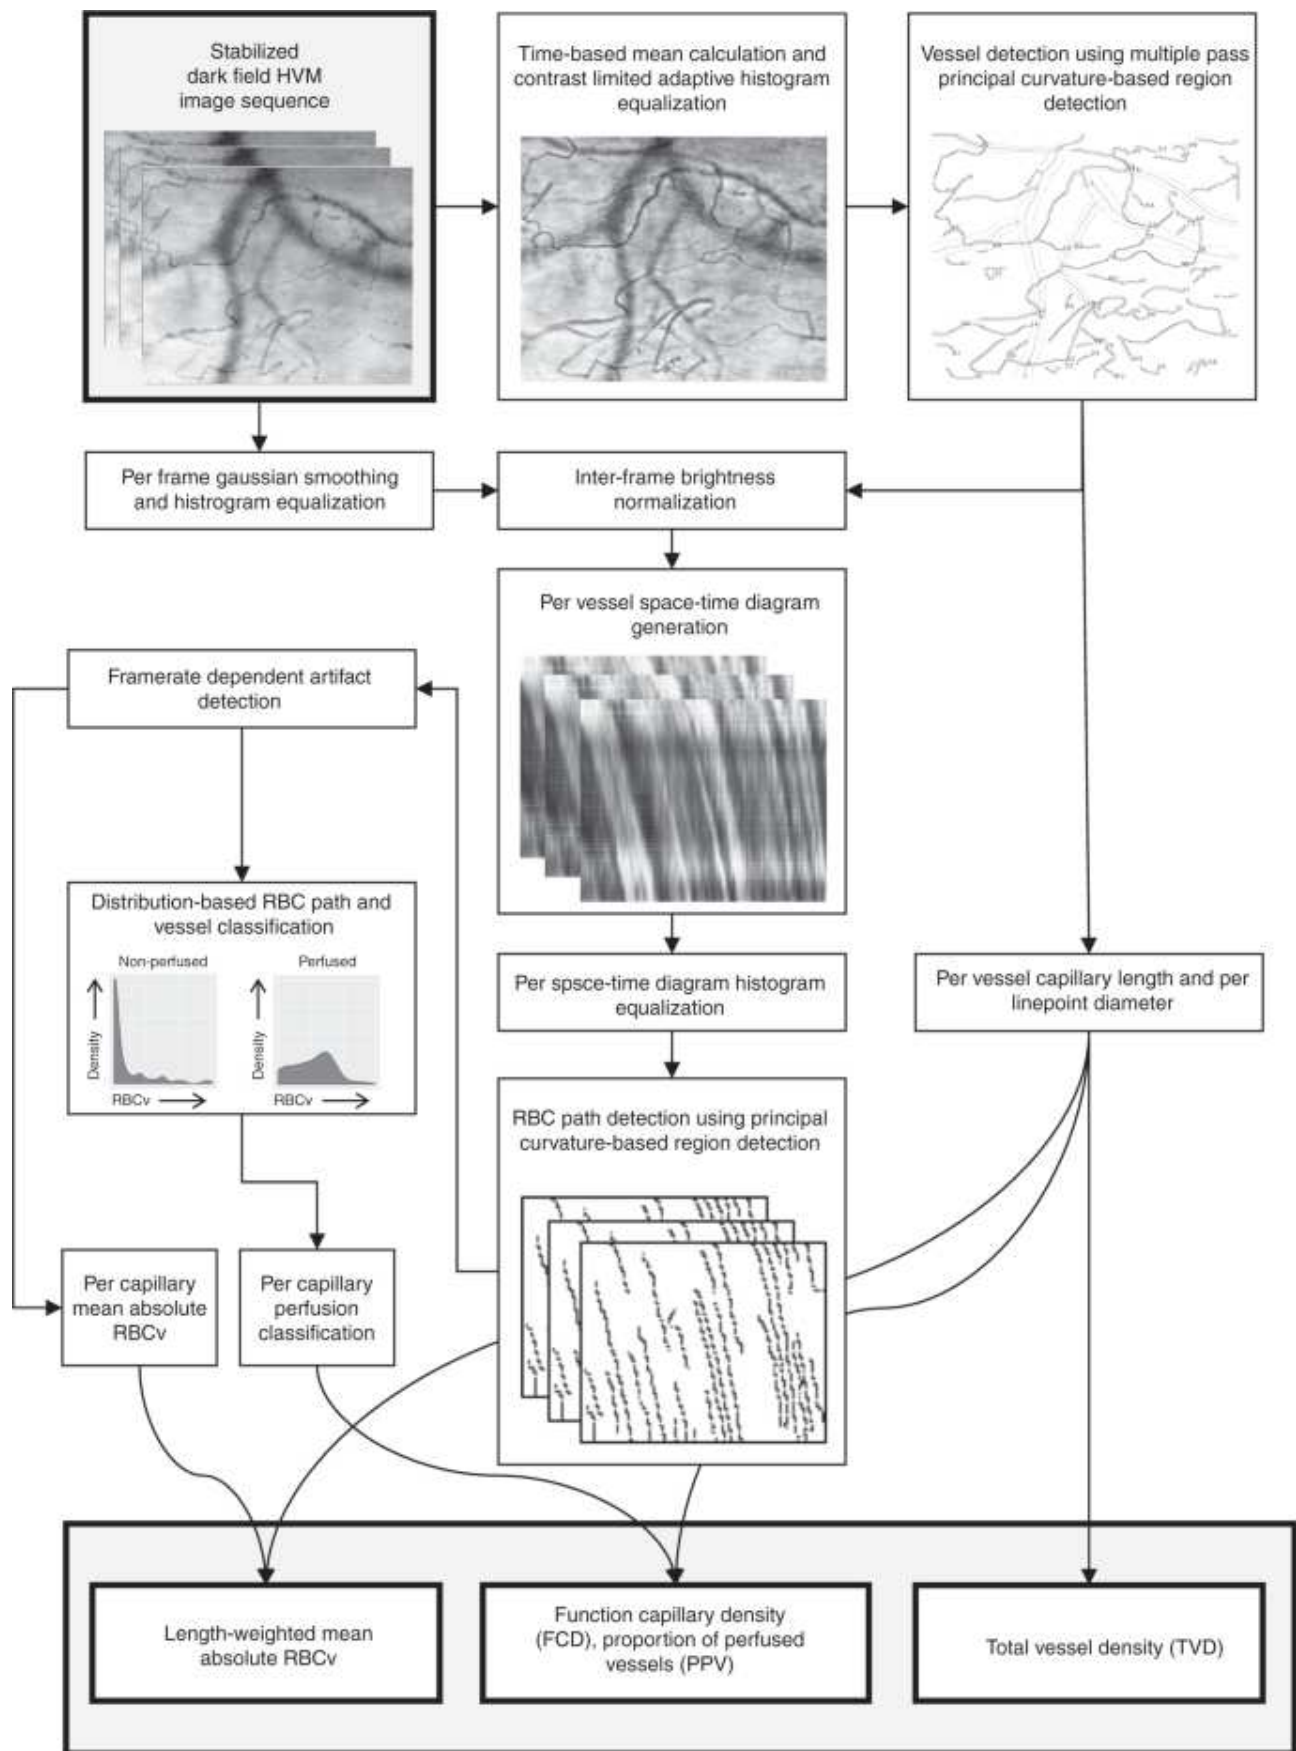 Stabilized
dark field HVM
image sequence
Time-based mean calculation and
contrast limited adaptive histogram
equalization
Vessel detection using multiple pass
principal curvature-based region
detection
Per frame gaussian smoothing
and histrogram equalization
Inter-frame brightness
normalization
Per vessel space-time diagram
generation
Framerate dependent artifact
detection
Distribution-based RBC path and
vessel classification
Non-perfused
Perfused
Density
Density
RBCv
RBCv
Per spsce-time diagram histogram
equalization
Per vessel capillary length and per
linepoint diameter
RBC path detection using principal
curvature-based region detection
Per capillary
mean absolute
RBCv
Per capillary
perfusion
classification
Length-weighted mean
absolute RBCv
Function capillary density
(FCD), proportion of perfused
vessels (PPV)
Total vessel density (TVD)